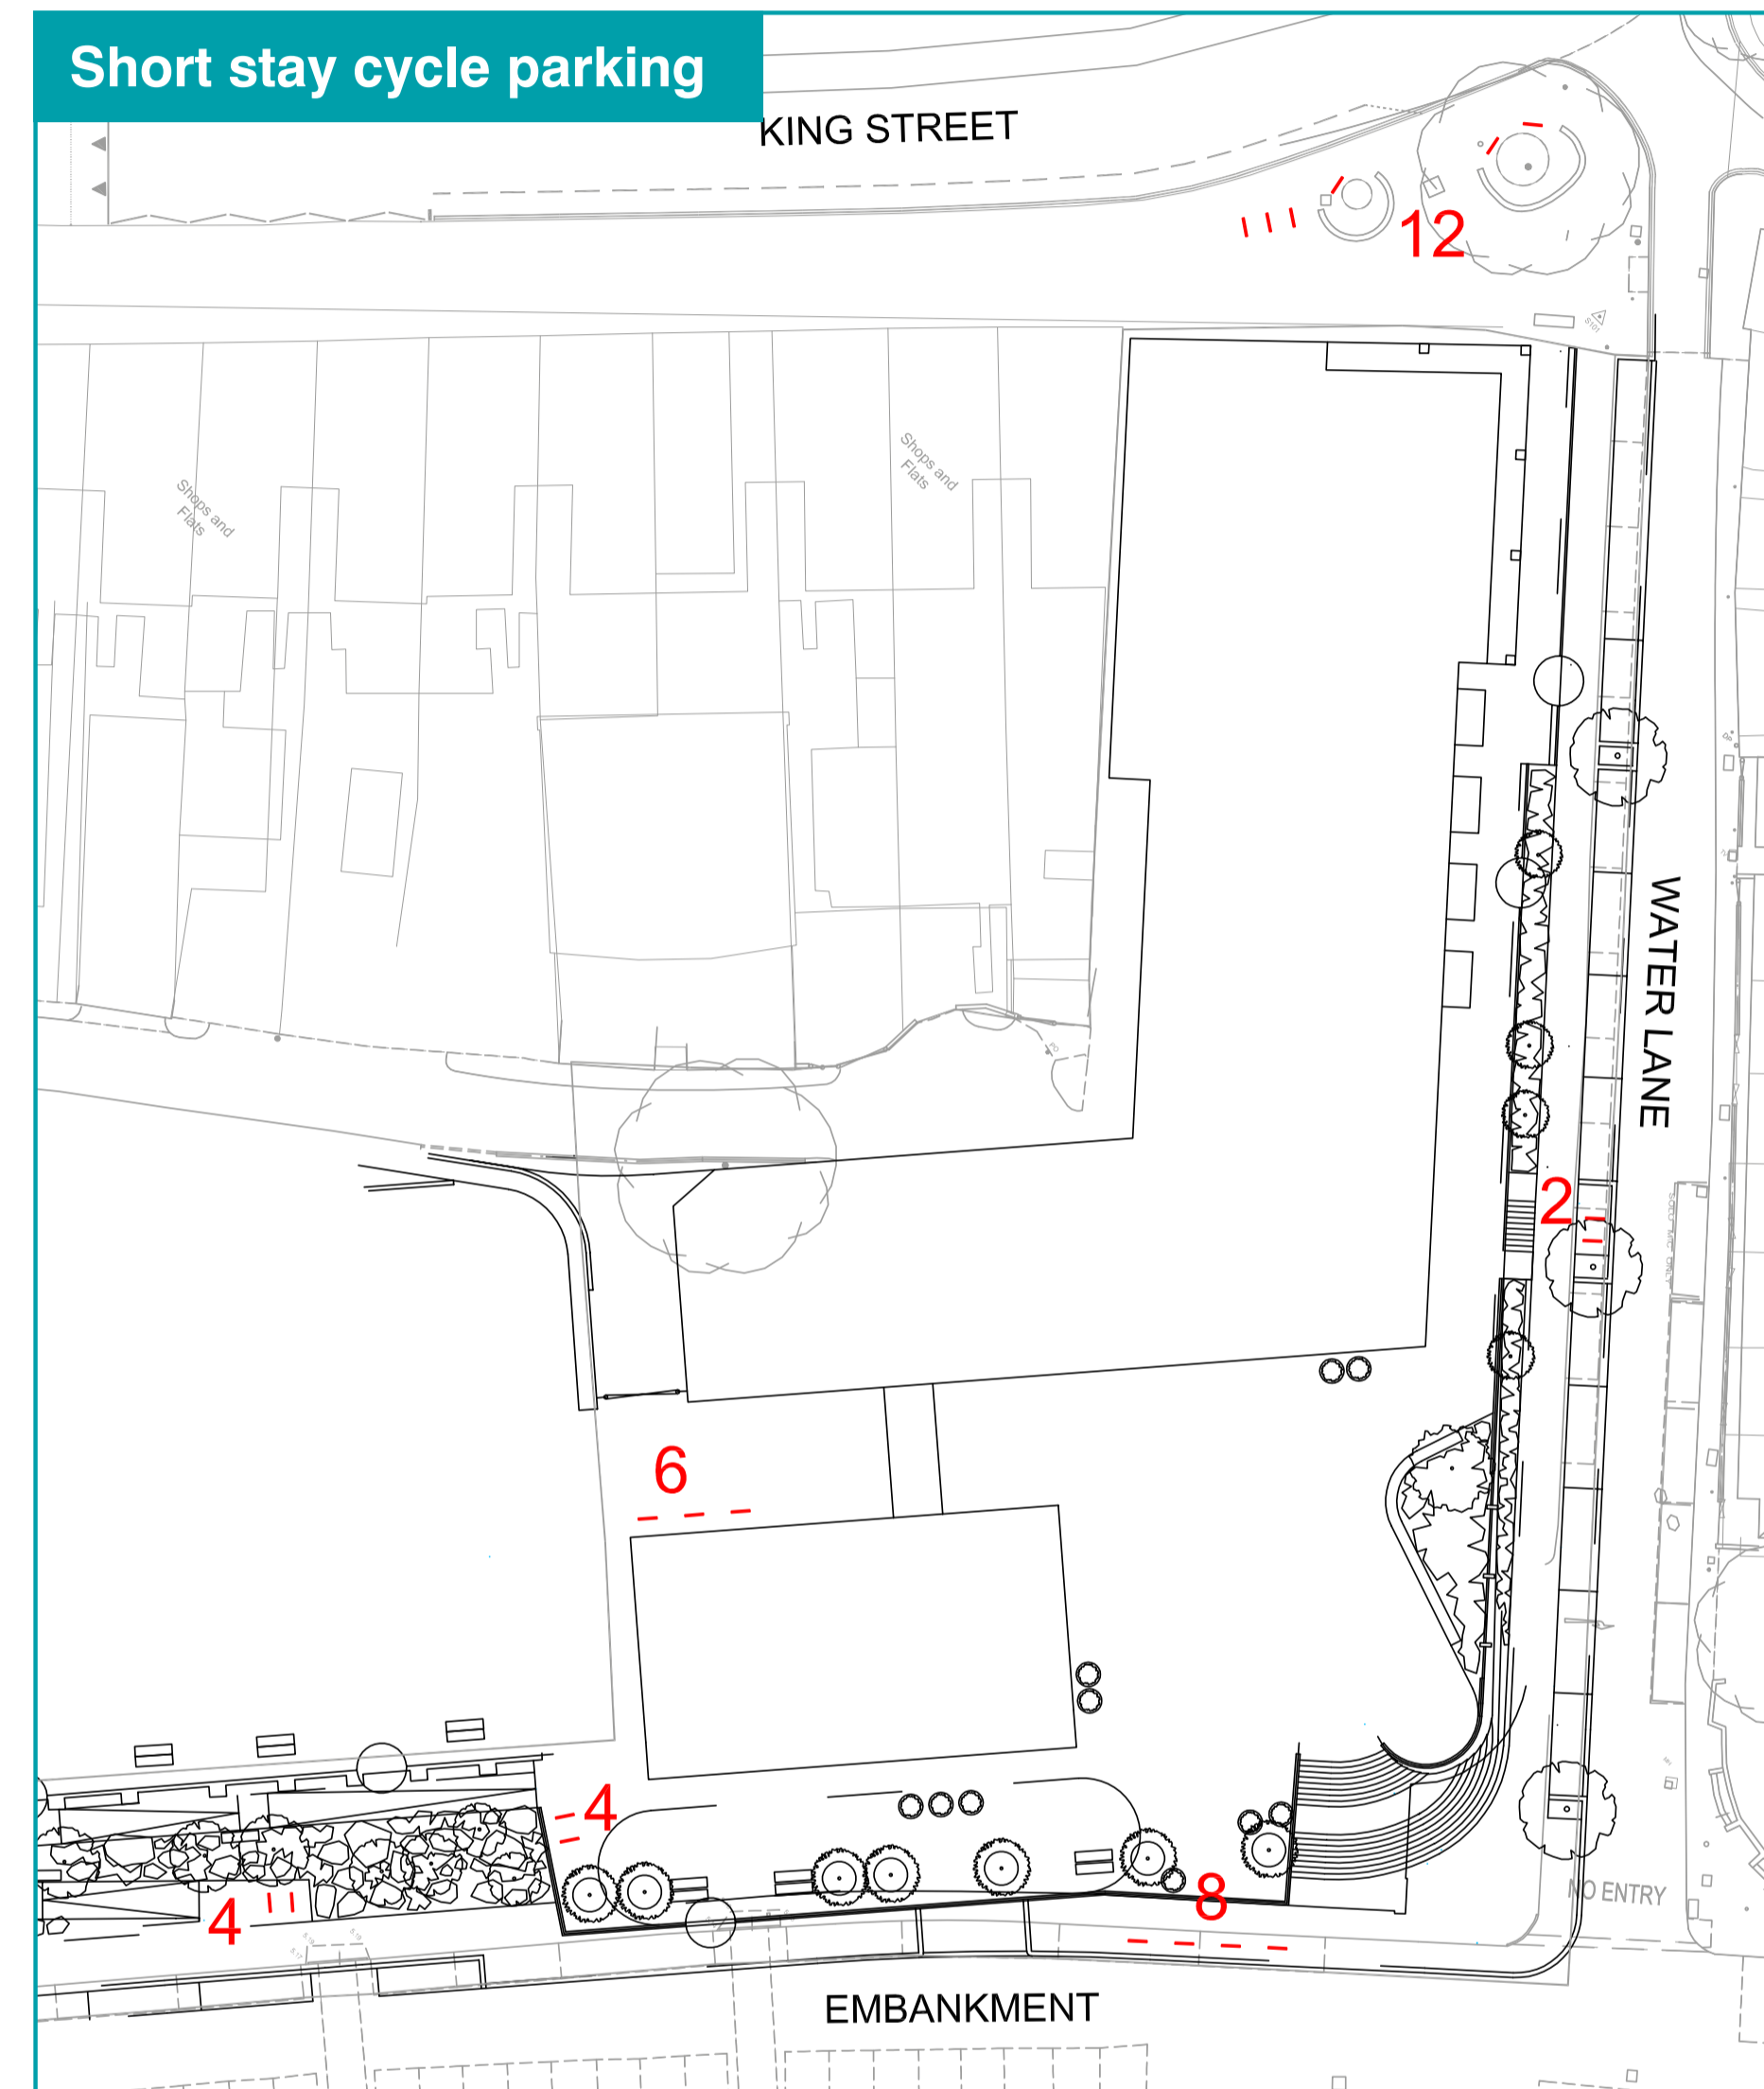 Short stay cycle parking
KING STREET
12
S101
Shops and
Flats
Shops and
Flats
WATER LANE
2
6
4
8
4
NO ENTRY
EMBANKMENT